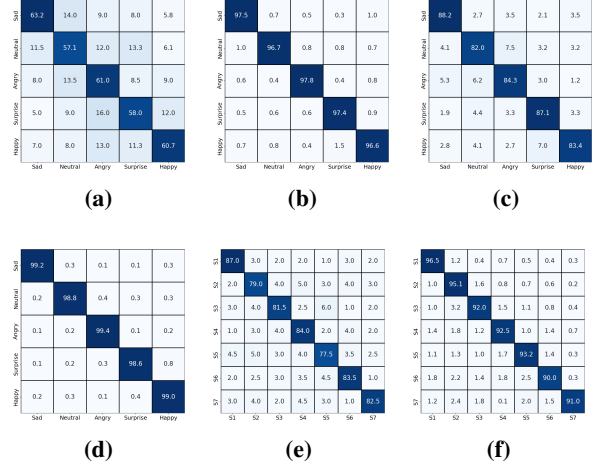 Sad 63.2 14.0 9.0 8.0 5.8
Neutral 11.5 57.1 12.0 13.3 6.1
Angry 8.0 13.5 61.0 8.5 9.0
Surprise 5.0 9.0 16.0 58.0 12.0
Happy 7.0 8.0 13.0 11.3 60.7
Sad Neutral Angry Surprise Happy
(a)
Sad 97.5 0.7 0.5 0.3 1.0
Neutral 1.0 96.7 0.8 0.8 0.7
Angry 0.6 0.4 97.8 0.4 0.8
Surprise 0.5 0.6 0.6 97.4 0.9
Happy 0.7 0.8 0.4 1.5 96.6
Sad Neutral Angry Surprise Happy
(b)
Sad 88.2 2.7 3.5 2.1 3.5
Neutral 4.1 82.0 7.5 3.2 3.2
Angry 5.3 6.2 84.3 3.0 1.2
Surprise 1.9 4.4 3.3 87.1 3.3
Happy 2.8 4.1 2.7 7.0 83.4
Sad Neutral Angry Surprise Happy
(c)
Sad 99.2 0.3 0.1 0.1 0.3
Neutral 0.2 98.8 0.4 0.3 0.3
Angry 0.1 0.2 99.4 0.1 0.2
Surprise 0.1 0.2 0.3 98.6 0.8
Happy 0.2 0.3 0.1 0.4 99.0
Sad Neutral Angry Surprise Happy
(d)
S1 87.0 3.0 2.0 2.0 1.0 3.0 2.0
S2 2.0 79.0 4.0 5.0 3.0 4.0 3.0
S3 3.0 4.0 81.5 2.5 6.0 1.0 2.0
S4 1.0 3.0 4.0 84.0 2.0 4.0 2.0
S5 4.5 5.0 3.0 4.0 77.5 3.5 2.5
S6 2.0 2.5 3.0 3.5 4.5 83.5 1.0
S7 3.0 4.0 2.0 4.5 3.0 1.0 82.5
S1 S2 S3 S4 S5 S6 S7
(e)
S1 96.5 1.2 0.4 0.7 0.5 0.4 0.3
S2 1.0 95.1 1.6 0.8 0.7 0.6 0.2
S3 1.0 3.2 92.0 1.5 1.1 0.8 0.4
S4 1.4 1.8 1.2 92.5 1.0 1.4 0.7
S5 1.1 1.3 1.0 1.7 93.2 1.4 0.3
S6 1.8 2.2 1.4 1.8 2.5 90.0 0.3
S7 1.2 2.4 1.8 0.1 2.0 1.5 91.0
S1 S2 S3 S4 S5 S6 S7
(f)